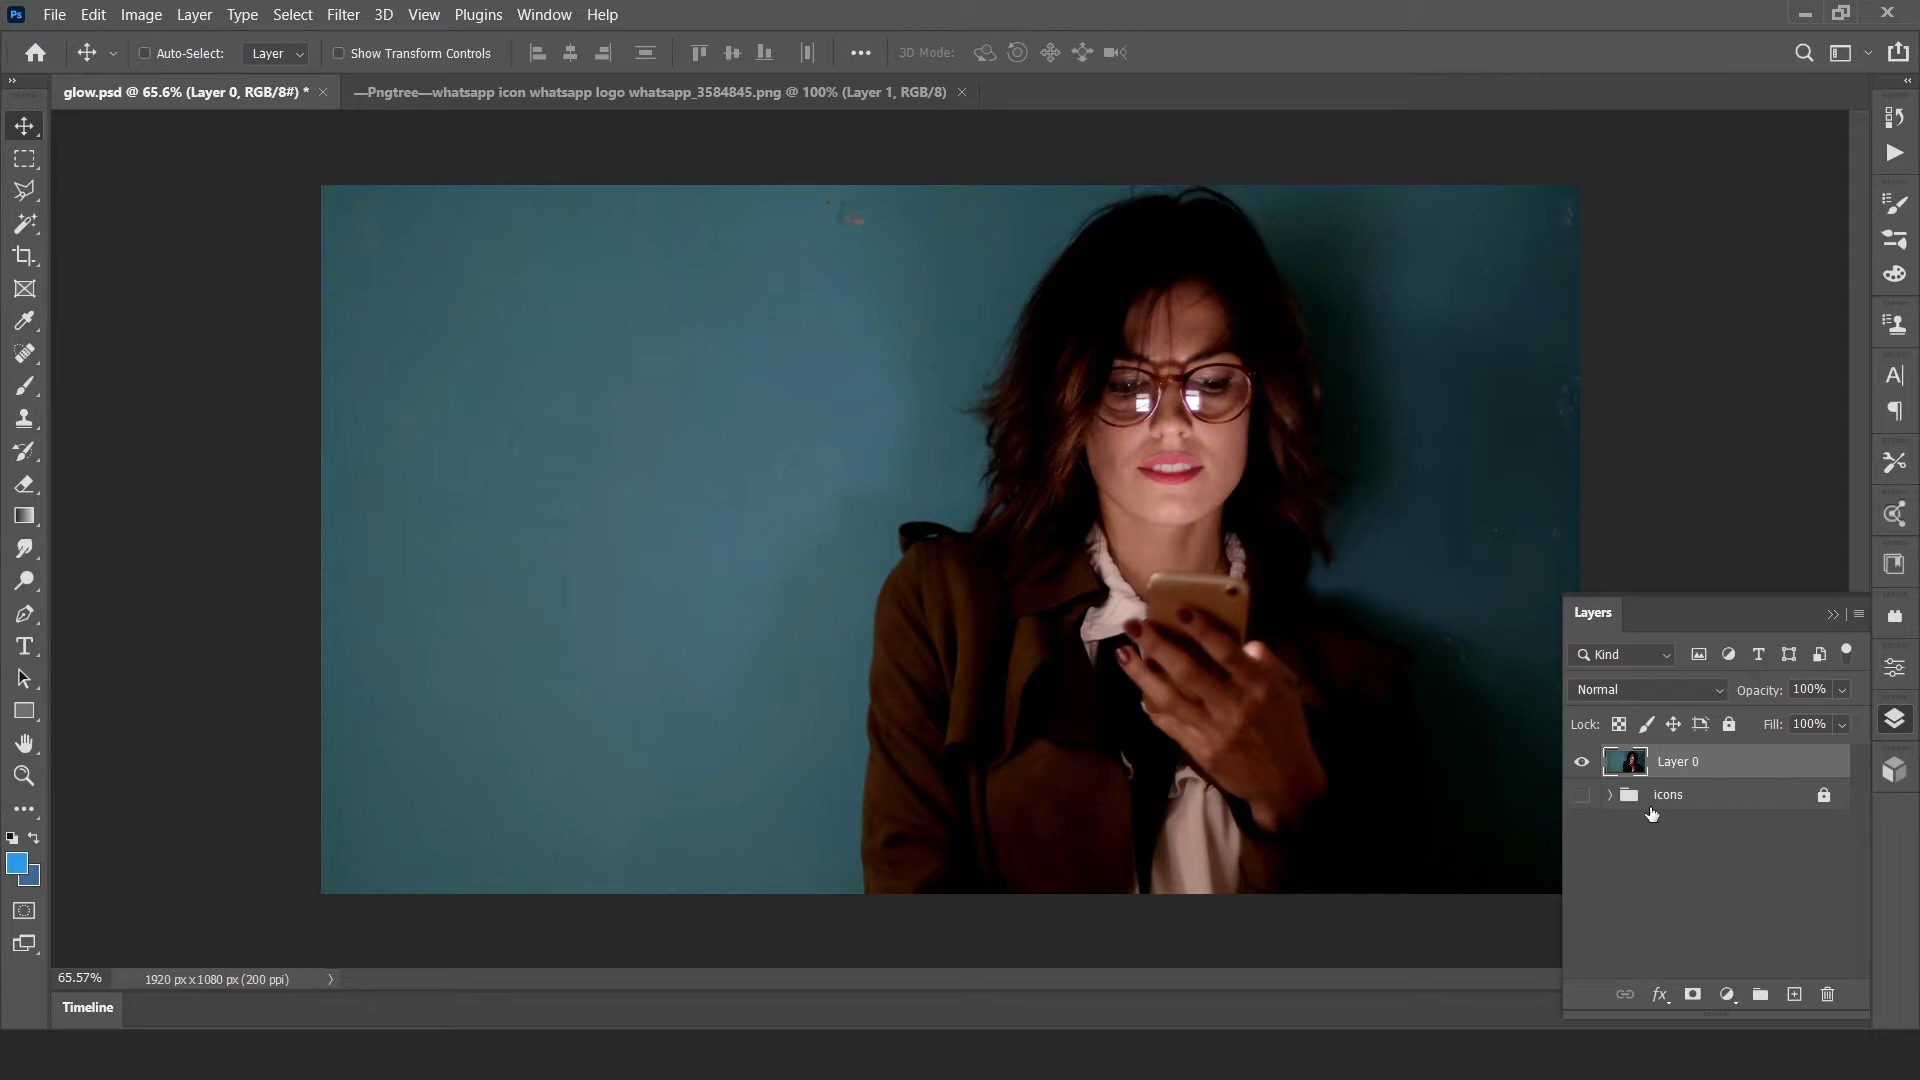 Ps File Edit Image Layer Type Select Filter 3D View Plugins Window Help
Auto-Select: Layer Show Transform Controls 3D Mode:
glow.psd @ 65.6% (Layer 0, RGB/8#) * —Pngtree—whatsapp icon whatsapp logo whatsapp_3584845.png @ 100% (Layer 1, RGB/8)
Layers
Kind
Normal Opacity: 100%
Lock: Fill: 100%
Layer 0
icons
fx
65.57% 1920 px x 1080 px (200 ppi)
Timeline